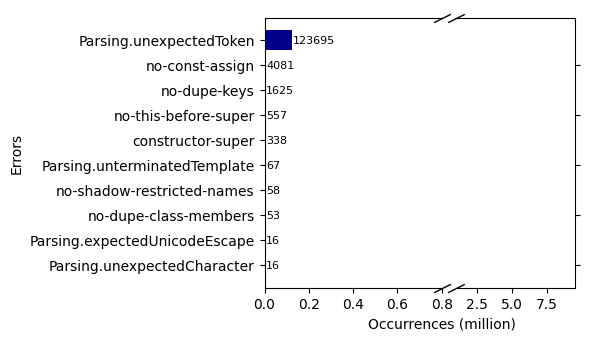 Parsing.unexpectedToken 123695
no-const-assign 4081
no-dupe-keys 1625
no-this-before-super 557
constructor-super 338
Parsing.unterminatedTemplate 67
no-shadow-restricted-names 58
no-dupe-class-members 53
Parsing.expectedUnicodeEscape 16
Parsing.unexpectedCharacter 16
Errors
0.0 0.2 0.4 0.6 0.8 2.5 5.0 7.5
Occurrences (million)